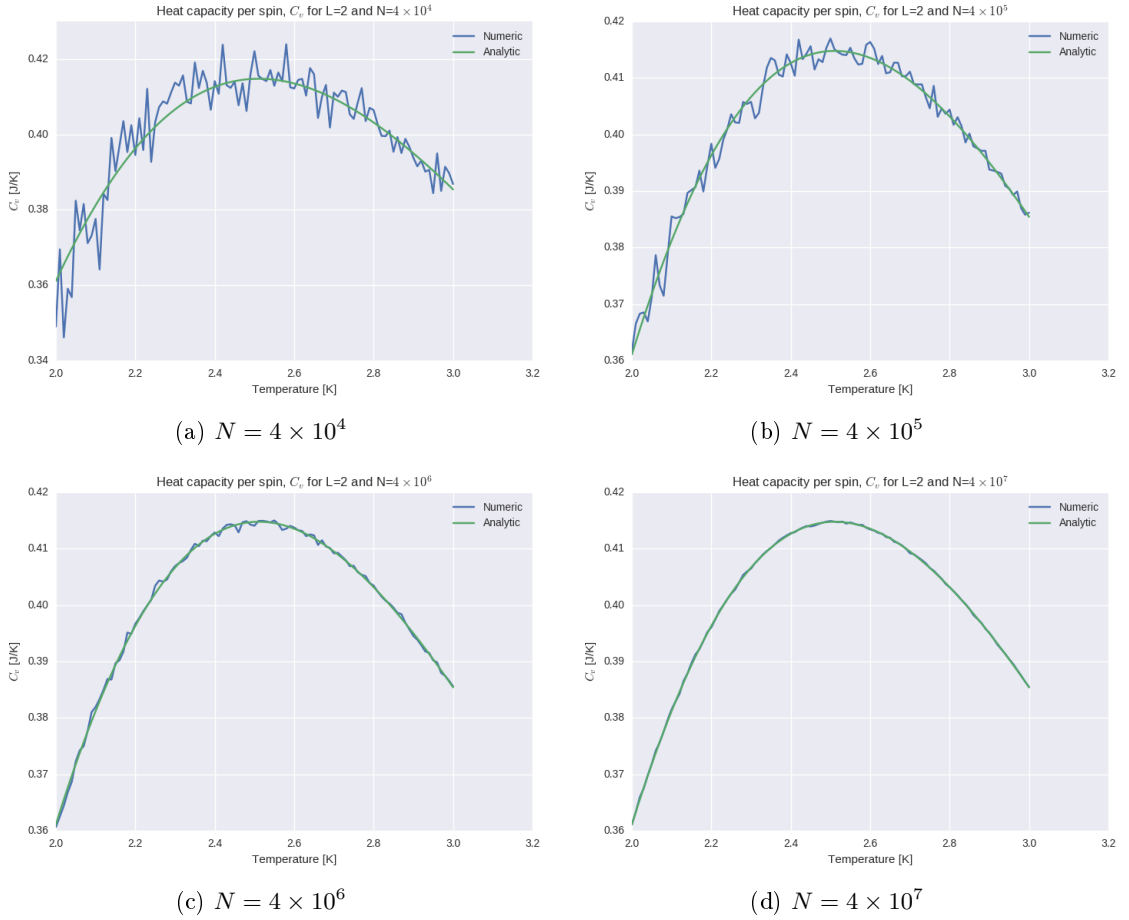 Heat capacity per spin, C_v for L=2 and N=4 × 10^4
Numeric
Analytic
0.42
0.40
0.38
0.36
0.34
C_v [J/K]
2.0 2.2 2.4 2.6 2.8 3.0 3.2
Temperature [K]
(a) N = 4 × 10^4
Heat capacity per spin, C_v for L=2 and N=4 × 10^5
Numeric
Analytic
0.42
0.41
0.40
0.39
0.38
0.37
0.36
C_v [J/K]
2.0 2.2 2.4 2.6 2.8 3.0 3.2
Temperature [K]
(b) N = 4 × 10^5
Heat capacity per spin, C_v for L=2 and N=4 × 10^6
Numeric
Analytic
0.42
0.41
0.40
0.39
0.38
0.37
0.36
C_v [J/K]
2.0 2.2 2.4 2.6 2.8 3.0 3.2
Temperature [K]
(c) N = 4 × 10^6
Heat capacity per spin, C_v for L=2 and N=4 × 10^7
Numeric
Analytic
0.42
0.41
0.40
0.39
0.38
0.37
0.36
C_v [J/K]
2.0 2.2 2.4 2.6 2.8 3.0 3.2
Temperature [K]
(d) N = 4 × 10^7